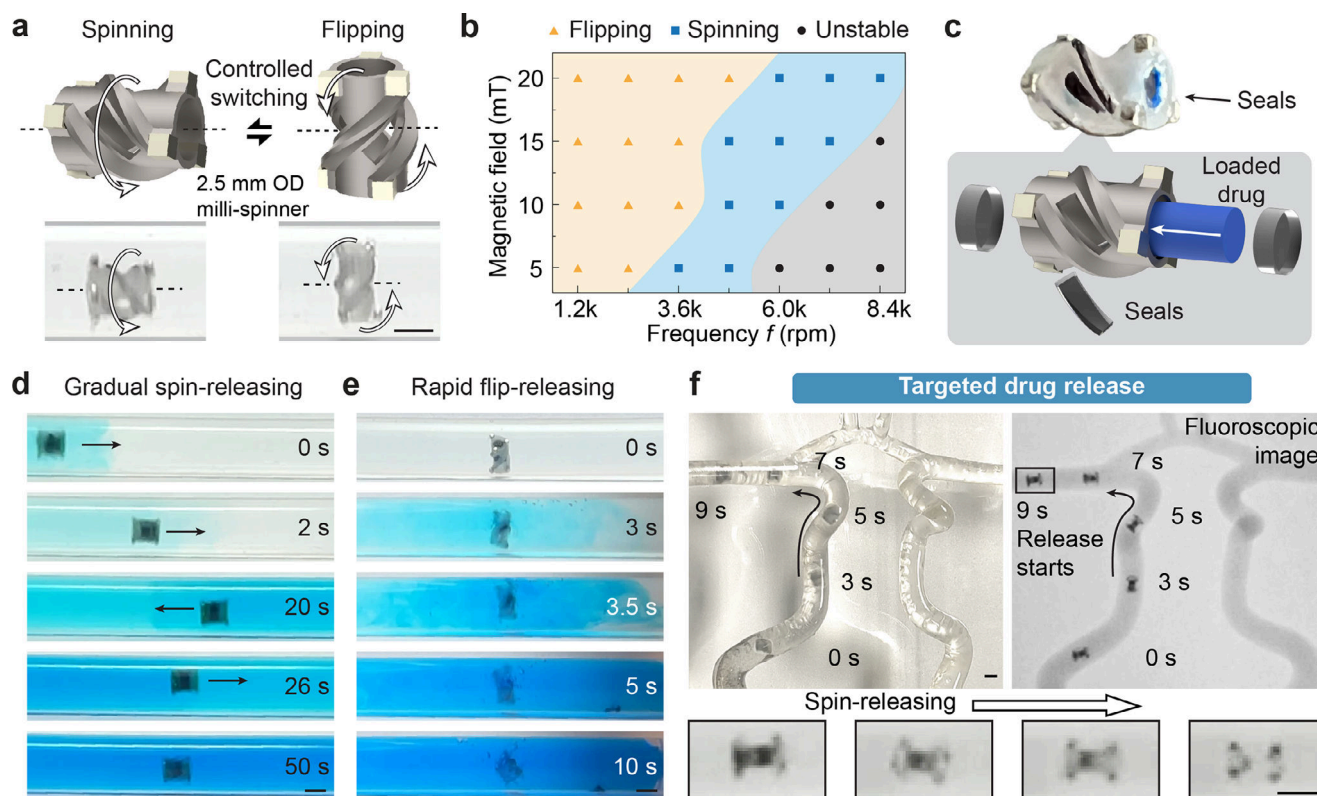 a
Spinning
Flipping
Controlled
switching
2.5 mm OD
milli-spinner
b
Flipping Spinning Unstable
Magnetic field (mT)
20
15
10
5
1.2k 3.6k 6.0k 8.4k
Frequency f (rpm)
c
Seals
Loaded
drug
Seals
d
Gradual spin-releasing
0 s
2 s
20 s
26 s
50 s
e
Rapid flip-releasing
0 s
3 s
3.5 s
5 s
10 s
f
Targeted drug release
7 s
9 s
5 s
3 s
0 s
Fluoroscopic
image
7 s
9 s
5 s
Release
starts
3 s
0 s
Spin-releasing